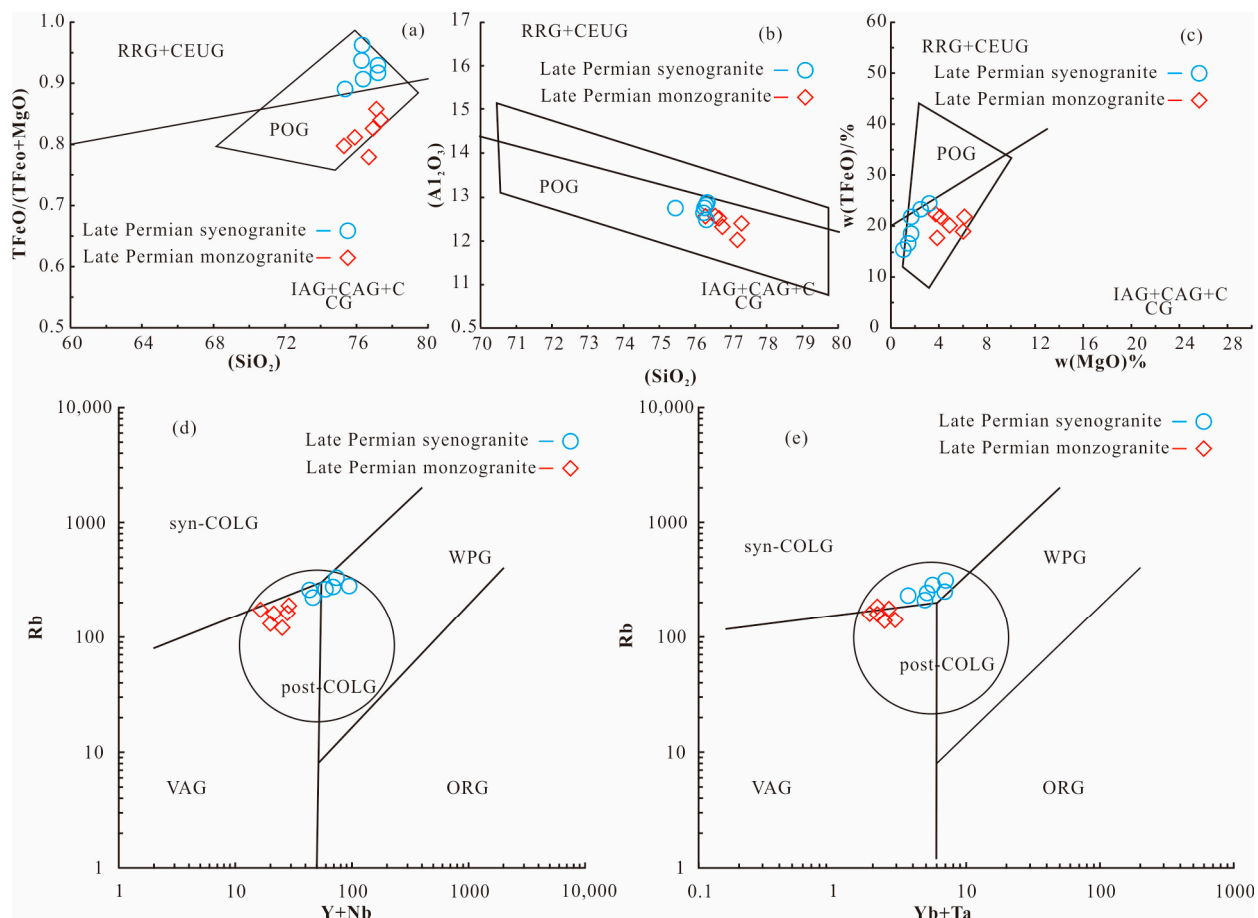 (a)
RRG+CEUG
POG
Late Permian syenogranite
Late Permian monzogranite
IAG+CAG+C
CG
TFeO/(TFeo+MgO)
1.0
0.9
0.8
0.7
0.6
0.5
60
64
68
72
76
80
(SiO₂)
(b)
RRG+CEUG
Late Permian syenogranite
Late Permian monzogranite
POG
IAG+CAG+C
CG
(A1₂O₃)
17
16
15
14
13
12
11
0.5
70
71
72
73
74
75
76
77
78
79
80
(SiO₂)
(c)
RRG+CEUG
Late Permian syenogranite
Late Permian monzogranite
POG
IAG+CAG+C
CG
w(TFeO)/%
60
50
40
30
20
10
0
0
4
8
12
16
20
24
28
w(MgO)%
(d)
Late Permian syenogranite
Late Permian monzogranite
syn-COLG
WPG
post-COLG
VAG
ORG
Rb
10,000
1000
100
10
1
1
10
100
1000
10,000
Y+Nb
(e)
Late Permian syenogranite
Late Permian monzogranite
syn-COLG
WPG
post-COLG
VAG
ORG
Rb
10,000
1000
100
10
1
0.1
1
10
100
1000
Yb+Ta